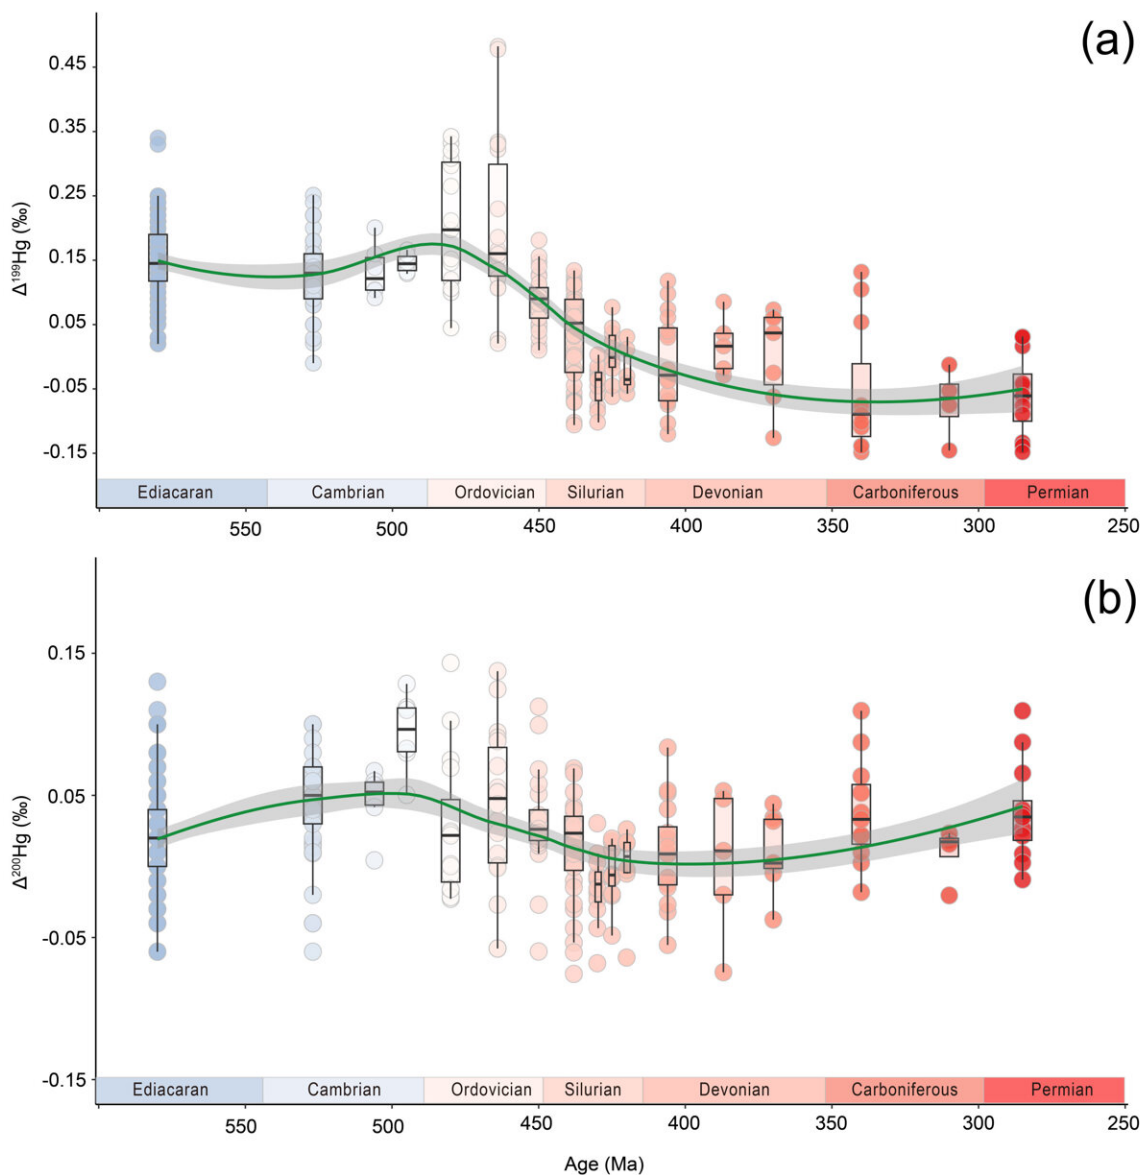 (a)
0.45
0.35
0.25
0.15
0.05
-0.05
-0.15
Δ¹⁹⁹Hg (‰)
Ediacaran Cambrian Ordovician Silurian Devonian Carboniferous Permian
550 500 450 400 350 300 250
(b)
0.15
0.05
-0.05
-0.15
Δ²⁰⁰Hg (‰)
Ediacaran Cambrian Ordovician Silurian Devonian Carboniferous Permian
550 500 450 400 350 300 250
Age (Ma)